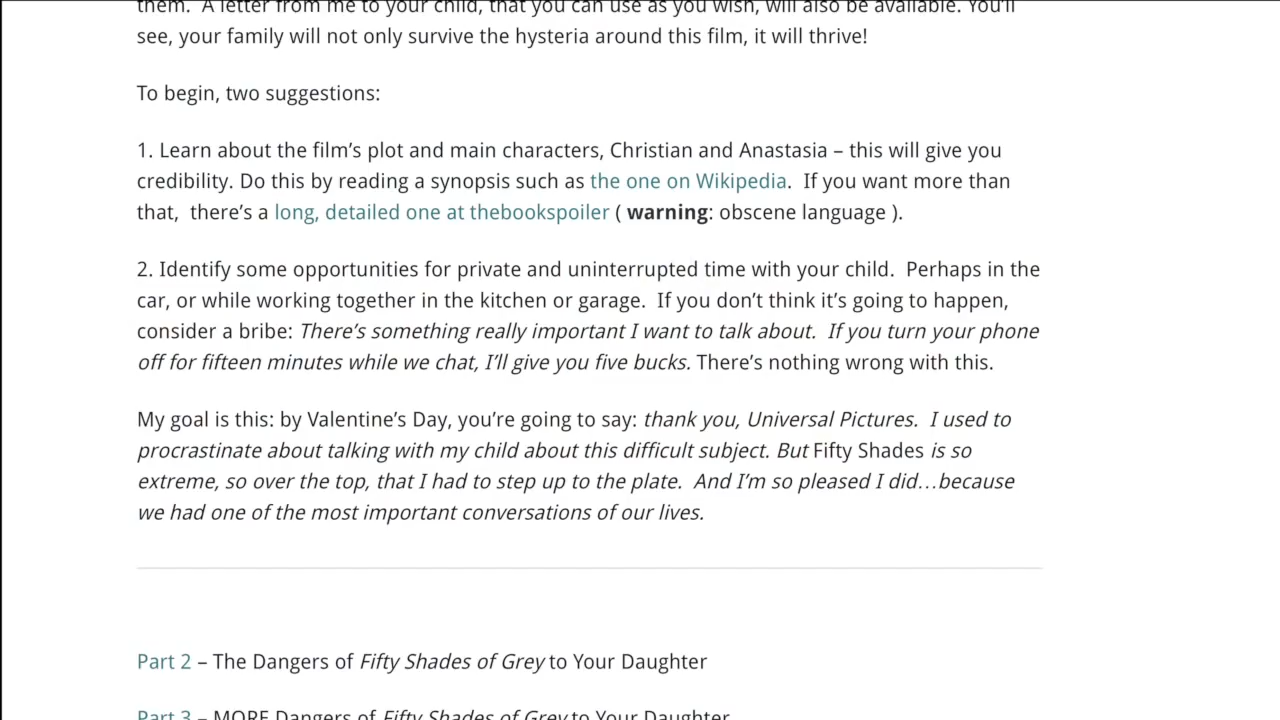 them. A letter from me to your child, that you can use as you wish, will also be available. You'll
see, your family will not only survive the hysteria around this film, it will thrive!
To begin, two suggestions:
1. Learn about the film's plot and main characters, Christian and Anastasia – this will give you
credibility. Do this by reading a synopsis such as the one on Wikipedia.  If you want more than
that,  there's a long, detailed one at thebookspoiler ( warning: obscene language ).
2. Identify some opportunities for private and uninterrupted time with your child.  Perhaps in the
car, or while working together in the kitchen or garage.  If you don't think it's going to happen,
consider a bribe: There's something really important I want to talk about.  If you turn your phone
off for fifteen minutes while we chat, I'll give you five bucks. There's nothing wrong with this.
My goal is this: by Valentine's Day, you're going to say: thank you, Universal Pictures.  I used to
procrastinate about talking with my child about this difficult subject. But Fifty Shades is so
extreme, so over the top, that I had to step up to the plate.  And I'm so pleased I did…because
we had one of the most important conversations of our lives.
Part 2 – The Dangers of Fifty Shades of Grey to Your Daughter
Part 3 – MORE Dangers of Fifty Shades of Grey to Your Daughter